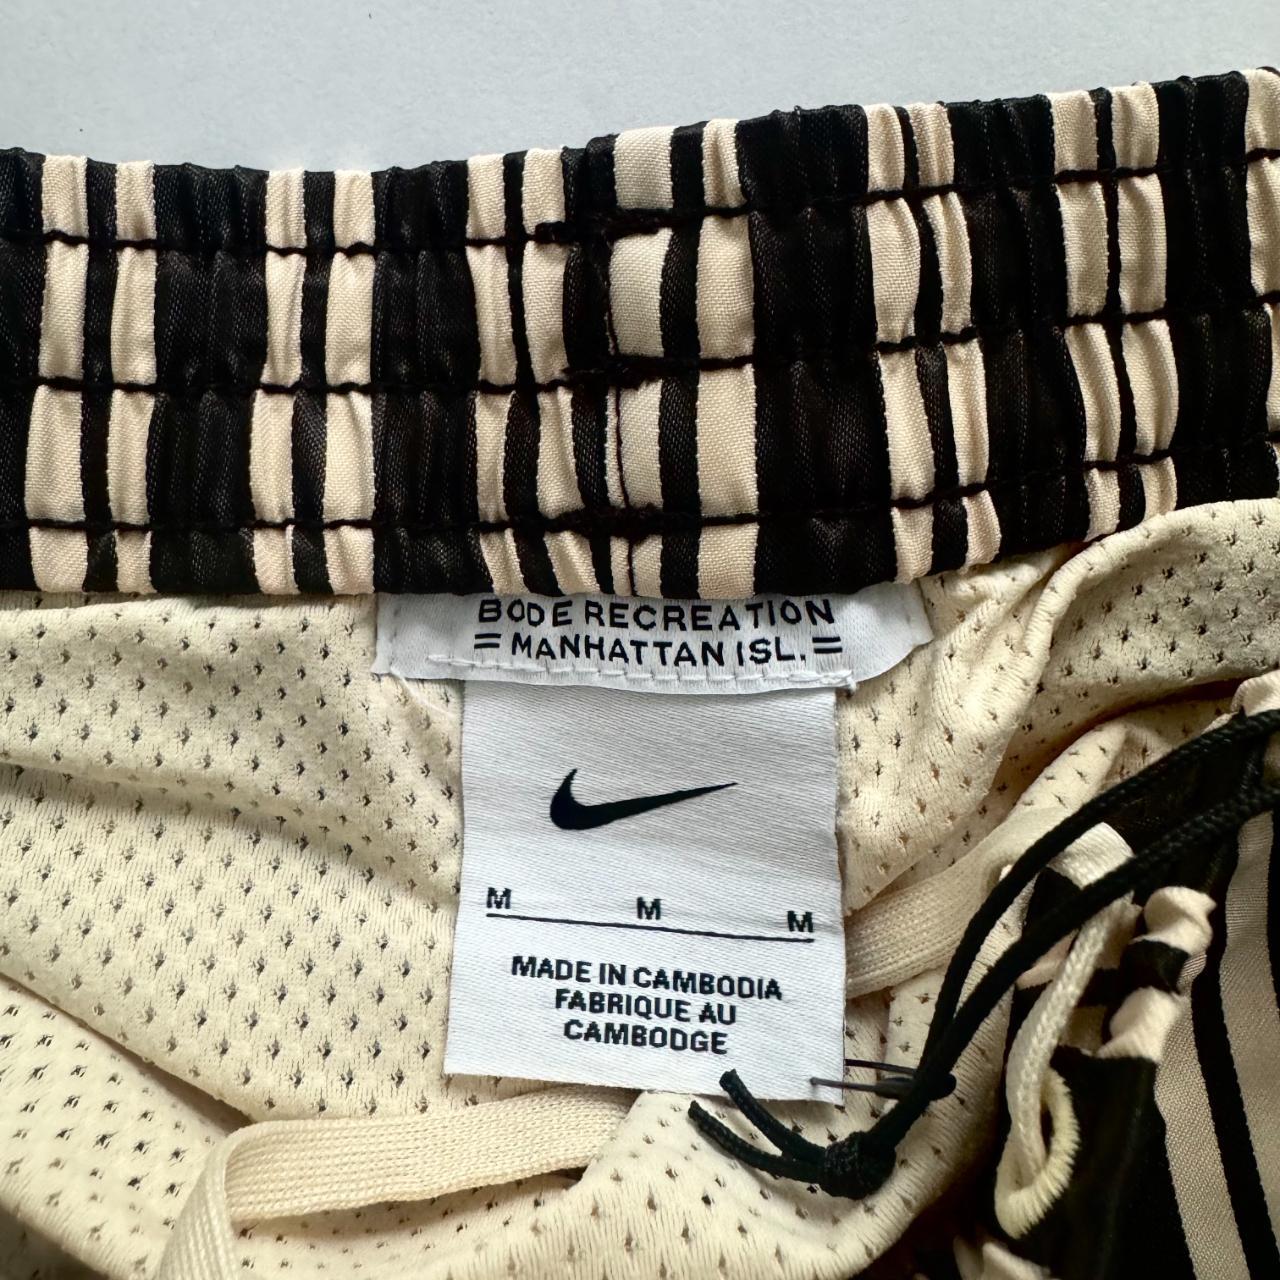 BODE RECREATION
= MANHATTAN ISL. =
M M M
MADE IN CAMBODIA
FABRIQUE AU
CAMBODGE